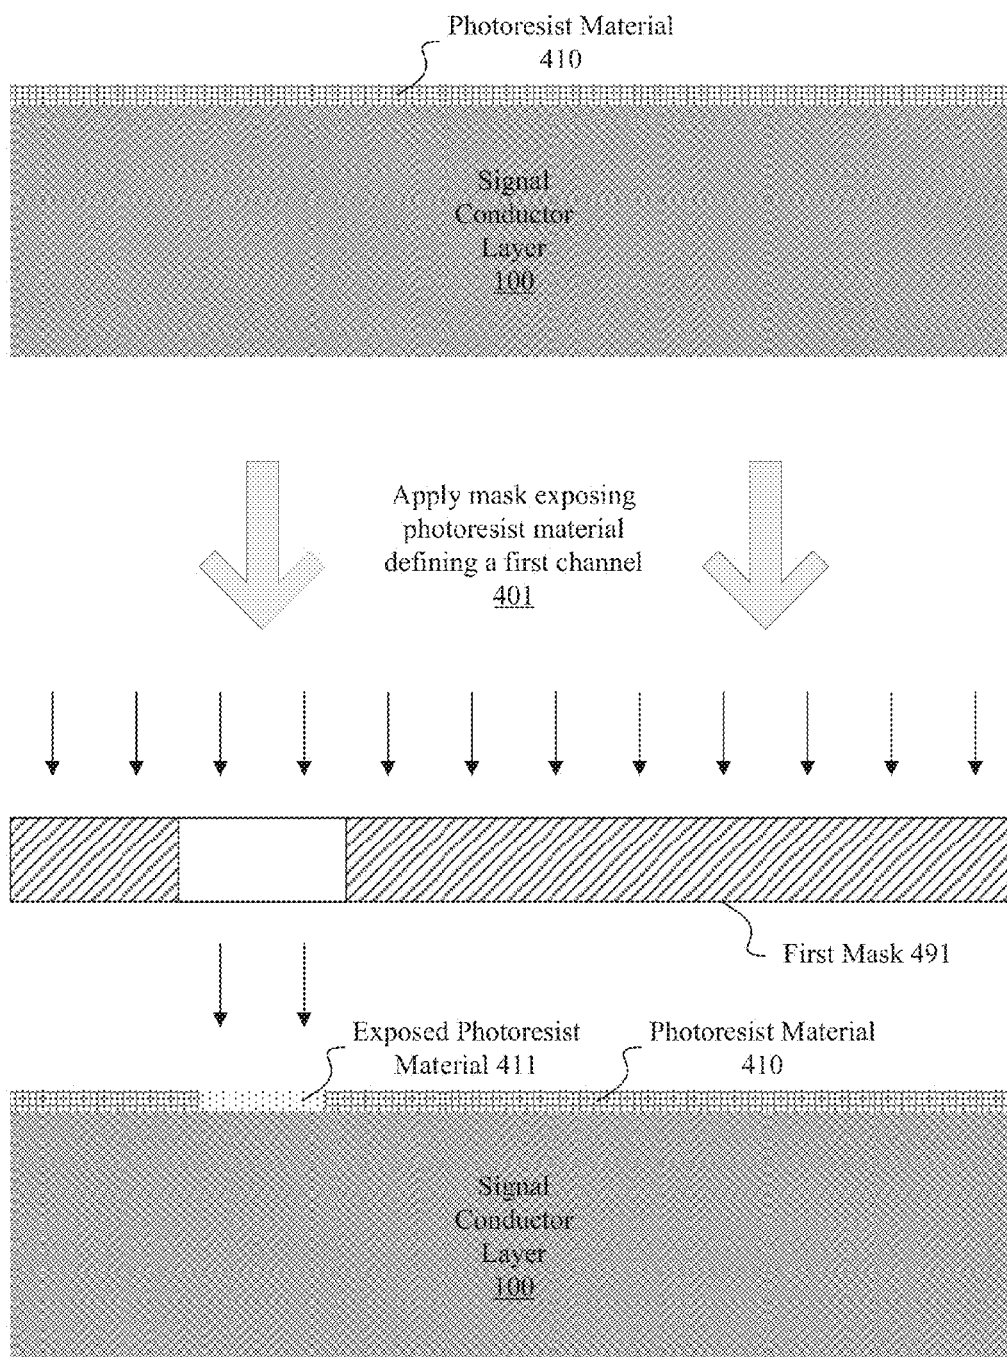 Photoresist Material
410
Signal
Conductor
Layer
100
Apply mask exposing
photoresist material
defining a first channel
401
First Mask 491
Exposed Photoresist
Material 411
Photoresist Material
410
Signal
Conductor
Layer
100